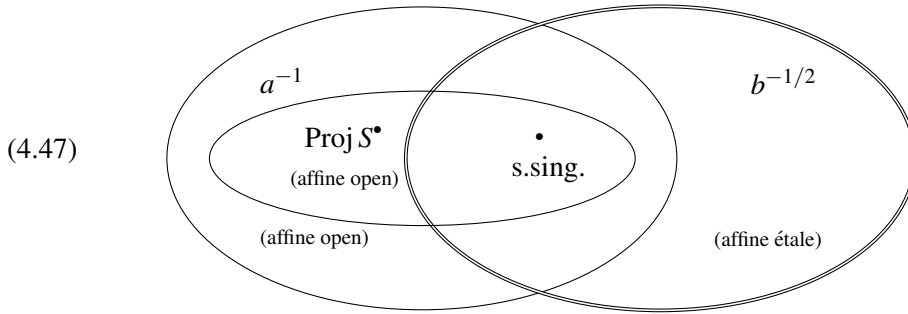 a⁻¹
b⁻¹/²
(4.47)
Proj S•
•
(affine open)
s.sing.
(affine open)
(affine étale)